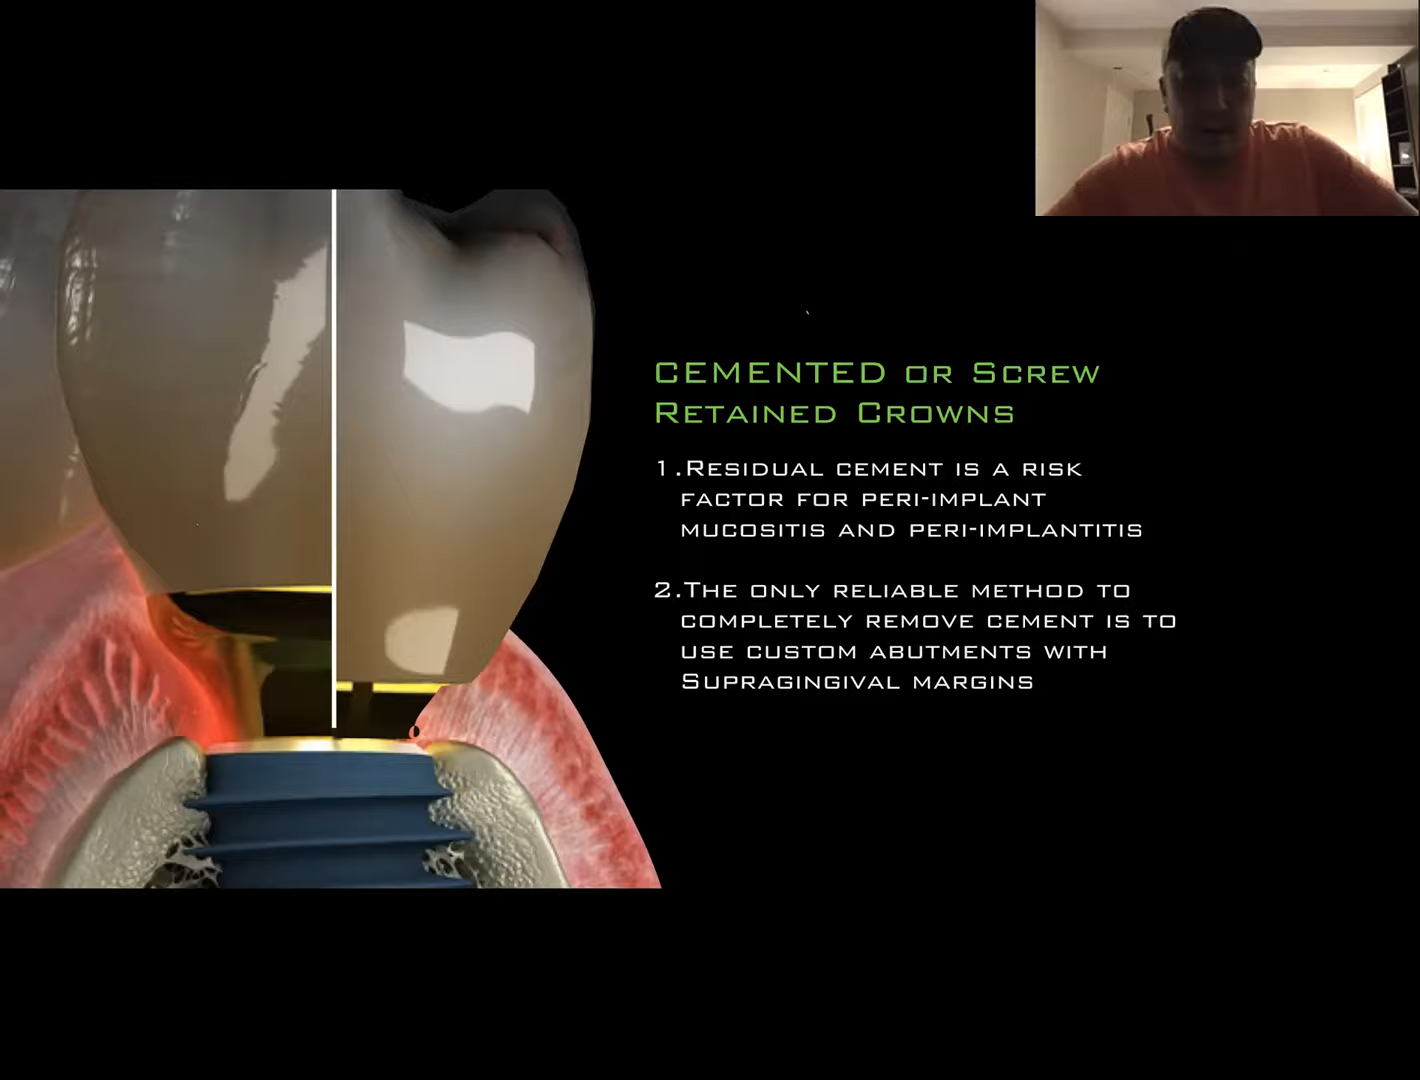 CEMENTED OR SCREW
RETAINED CROWNS
1.RESIDUAL CEMENT IS A RISK
FACTOR FOR PERI-IMPLANT
MUCOSITIS AND PERI-IMPLANTITIS
2.THE ONLY RELIABLE METHOD TO
COMPLETELY REMOVE CEMENT IS TO
USE CUSTOM ABUTMENTS WITH
SUPRAGINGIVAL MARGINS